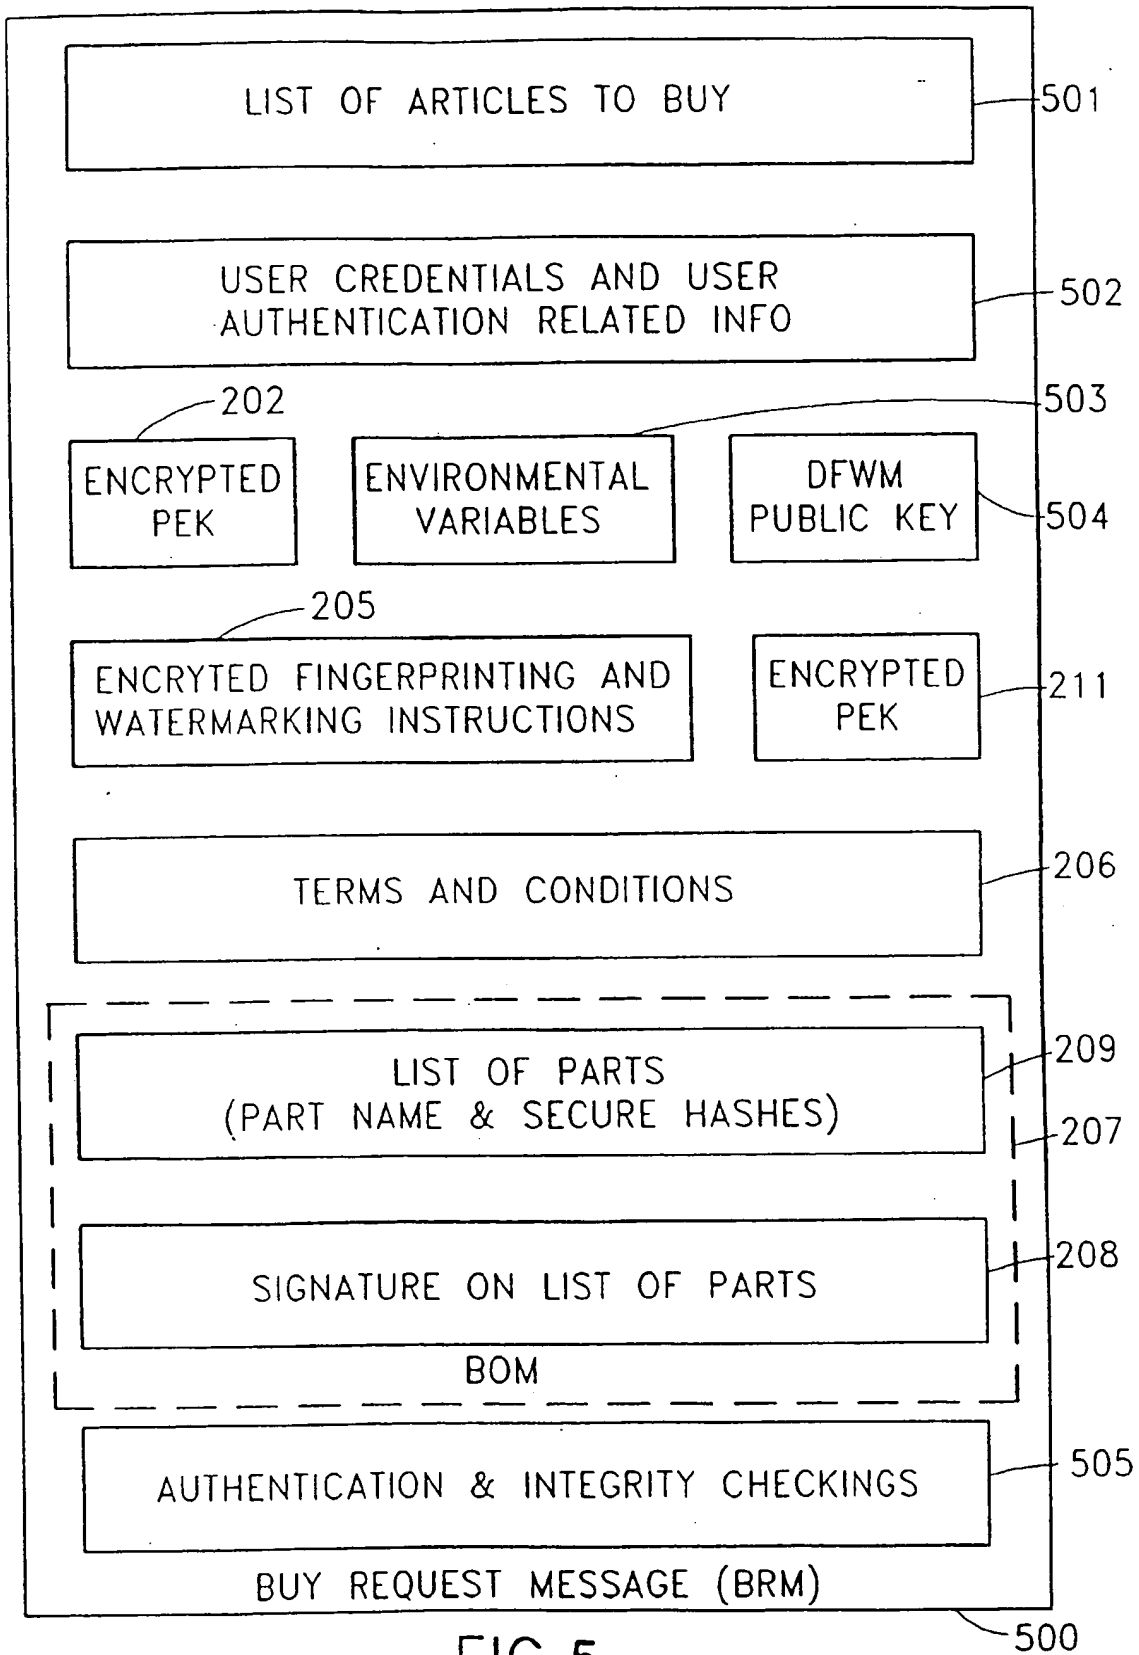 LIST OF ARTICLES TO BUY
501
USER CREDENTIALS AND USER
AUTHENTICATION RELATED INFO
502
202
503
ENCRYPTED
PEK
ENVIRONMENTAL
VARIABLES
DFWM
PUBLIC KEY
504
205
ENCRYTED FINGERPRINTING AND
WATERMARKING INSTRUCTIONS
ENCRYPTED
PEK
211
TERMS AND CONDITIONS
206
LIST OF PARTS
(PART NAME & SECURE HASHES)
209
207
SIGNATURE ON LIST OF PARTS
208
BOM
AUTHENTICATION & INTEGRITY CHECKINGS
505
BUY REQUEST MESSAGE (BRM)
500
FIG. 5